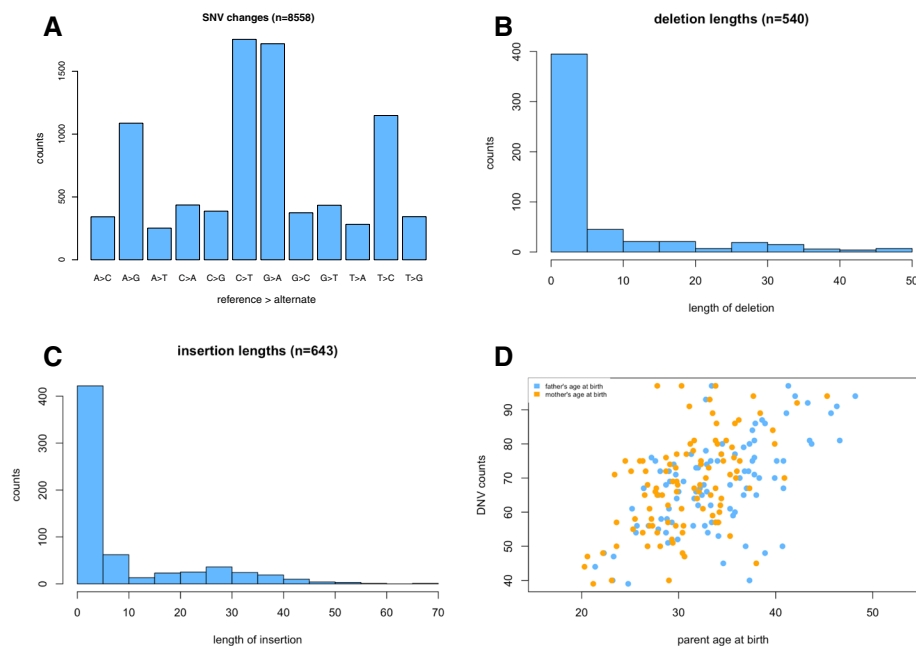 A
SNV changes (n=8558)
counts
0
500
1000
1500
A>C A>G A>T C>A C>G C>T G>A G>C G>T T>A T>C T>G
reference > alternate
B
deletion lengths (n=540)
counts
0
100
200
300
400
0 10 20 30 40 50
length of deletion
C
insertion lengths (n=643)
counts
0
100
200
300
400
0 10 20 30 40 50 60 70
length of insertion
D
father's age at birth
mother's age at birth
DNV counts
40
50
60
70
80
90
20 30 40 50
parent age at birth